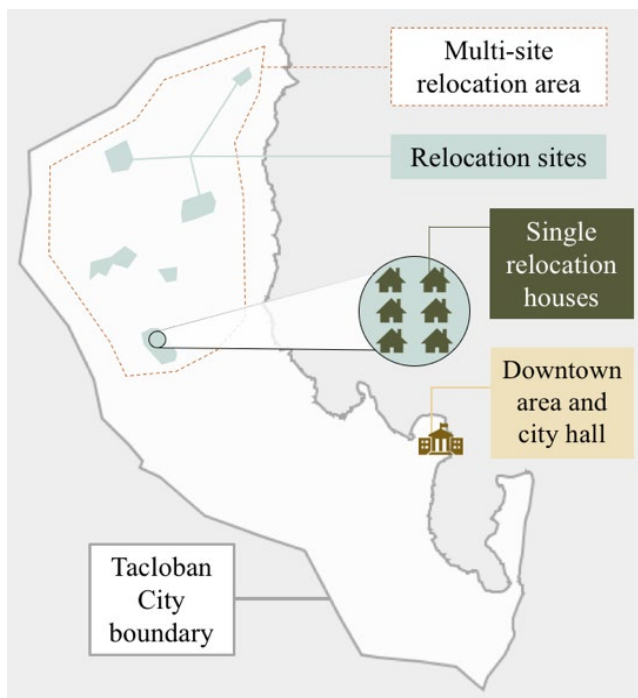 Multi-site
relocation area
Relocation sites
Single
relocation
houses
Downtown
area and
city hall
Tacloban
City
boundary